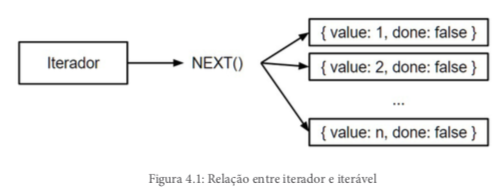 Iterador
NEXT()
{ value: 1, done: false }
{ value: 2, done: false }
...
{ value: n, done: false }
Figura 4.1: Relação entre iterador e iterável